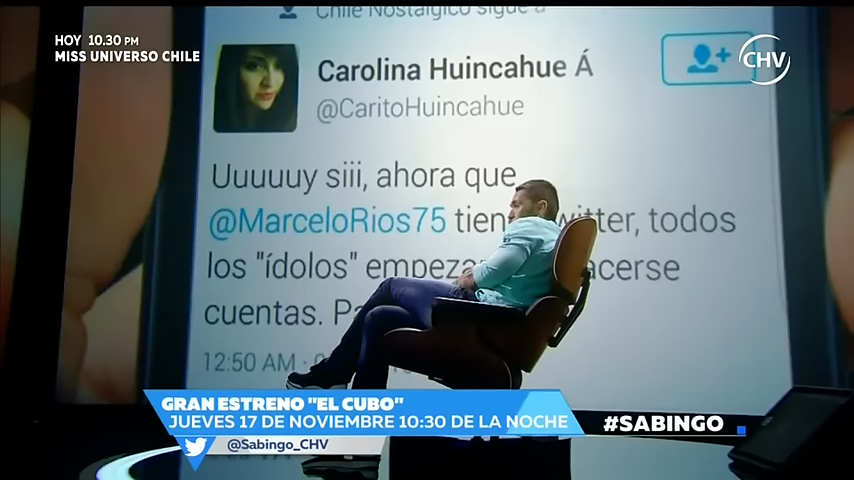 HOY 10.30 PM
MISS UNIVERSO CHILE
Chile Nostálgico sigue a
CHV
Carolina Huincahue Á
@CaritoHuincahue
Uuuuuy siii, ahora que
@MarceloRios75 todos
los "ídolos"
cuentas.
12:50 AM
GRAN ESTRENO "EL CUBO"
JUEVES 17 DE NOVIEMBRE 10:30 DE LA NOCHE
#SABINGO
@Sabingo_CHV